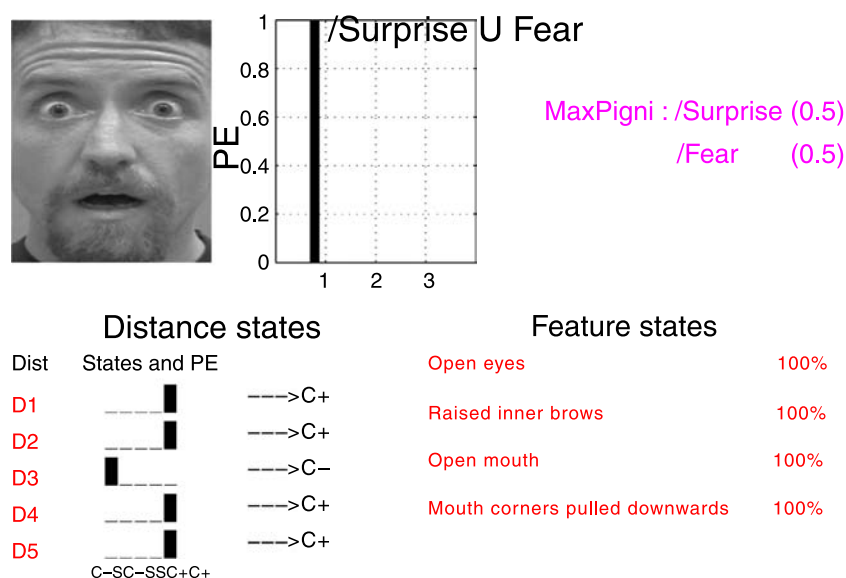 /Surprise U Fear
PE
1
0.8
0.6
0.4
0.2
0
1 2 3
MaxPigni : /Surprise (0.5)
/Fear (0.5)
Distance states
Dist States and PE
D1 --->C+
D2 --->C+
D3 --->C−
D4 --->C+
D5 --->C+
C−SC−SSC+C+
Feature states
Open eyes 100%
Raised inner brows 100%
Open mouth 100%
Mouth corners pulled downwards 100%